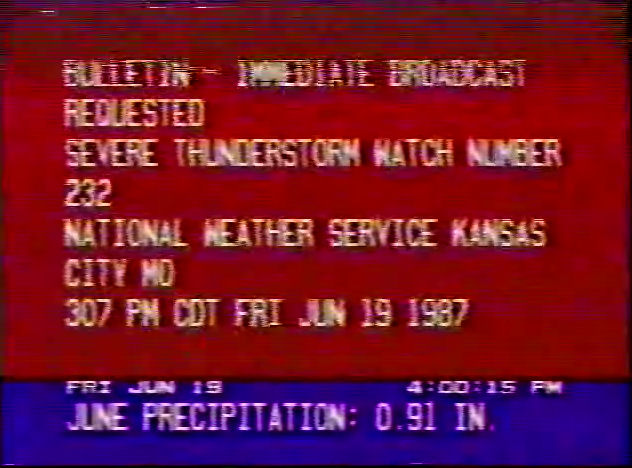 BULLETIN - IMMEDIATE BROADCAST
REQUESTED
SEVERE THUNDERSTORM WATCH NUMBER
232
NATIONAL WEATHER SERVICE KANSAS
CITY MO
307 PM CDT FRI JUN 19 1987
FRI JUN 19 4:00:15 PM
JUNE PRECIPITATION: 0.91 IN.